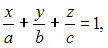 x/a + y/b + z/c = 1,